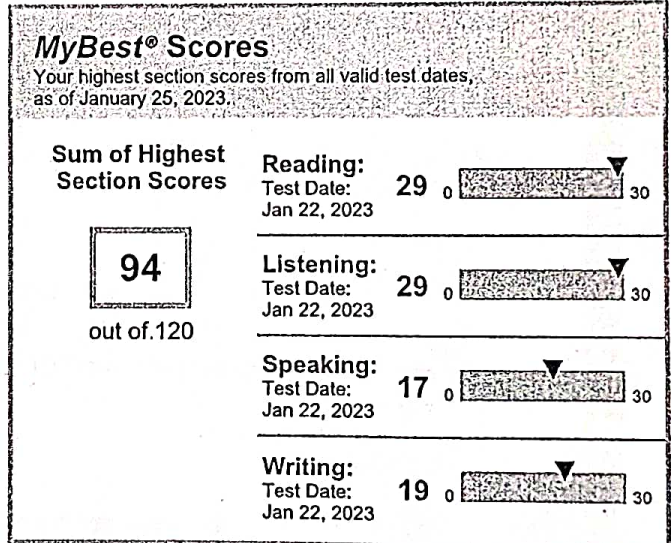 MyBest® Scores
Your highest section scores from all valid test dates,
as of January 25, 2023.
Sum of Highest
Section Scores
94
out of 120
Reading:
Test Date:
Jan 22, 2023
29
0
30
Listening:
Test Date:
Jan 22, 2023
29
0
30
Speaking:
Test Date:
Jan 22, 2023
17
0
30
Writing:
Test Date:
Jan 22, 2023
19
0
30